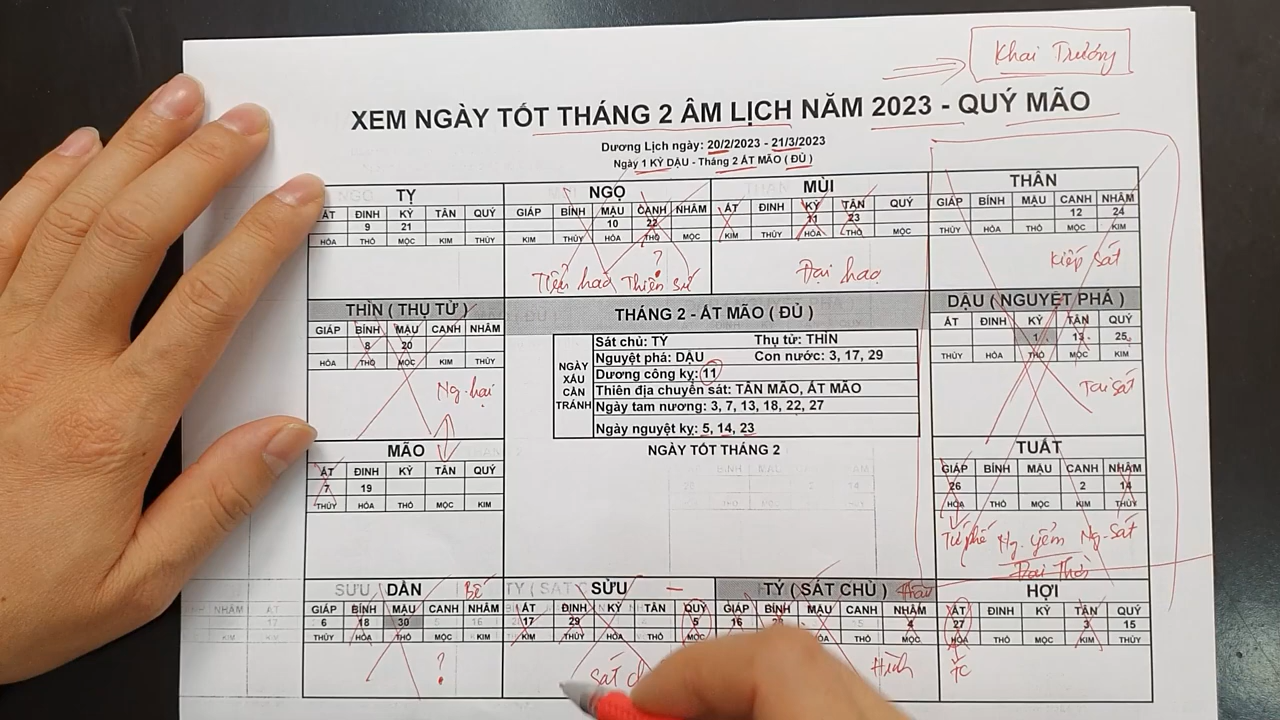 Khai Trương
XEM NGÀY TỐT THÁNG 2 ÂM LỊCH NĂM 2023 - QUÝ MÃO
Dương Lịch ngày: 20/2/2023 - 21/3/2023
Ngày 1 KỶ DẬU - Tháng 2 ẤT MÃO ( ĐỦ )
TỴ NGỌ MÙI THÂN
ẤT ĐINH KỶ TÂN QUÝ GIÁP BÍNH MẬU CANH NHÂM ẤT ĐINH KỶ TÂN QUÝ GIÁP BÍNH MẬU CANH NHÂM
9 21 10 22 11 23 12 24
HỎA THỔ MỘC KIM THỦY KIM THỦY HỎA THỔ MỘC KIM THỦY HỎA THỔ MỘC THỦY HỎA THỔ MỘC KIM
Tiểu hao Thiên sứ ? Đại hao Kiếp sát
THÌN ( THỤ TỬ ) THÁNG 2 - ẤT MÃO ( ĐỦ ) DẬU ( NGUYỆT PHÁ )
GIÁP BÍNH MẬU CANH NHÂM
8 20
HỎA THỔ MỘC KIM THỦY
Ng. hại
ẤT ĐINH KỶ TÂN QUÝ
1 13 25
THỦY HỎA THỔ MỘC KIM
Tai sát
NGÀY XẤU CẦN TRÁNH
Sát chủ: TÝ Thụ tử: THÌN
Nguyệt phá: DẬU Con nước: 3, 17, 29
Dương công kỵ: 11
Thiên địa chuyển sát: TÂN MÃO, ẤT MÃO
Ngày tam nương: 3, 7, 13, 18, 22, 27
Ngày nguyệt kỵ: 5, 14, 23
NGÀY TỐT THÁNG 2
MÃO TUẤT
ẤT ĐINH KỶ TÂN QUÝ GIÁP BÍNH MẬU CANH NHÂM
7 19 26 2 14
THỦY HỎA THỔ MỘC KIM HỎA THỔ MỘC KIM THỦY
Tứ phế Ng. yểm Ng. Sát
DẦN Bế SỬU TÝ ( SÁT CHỦ ) HỢI
GIÁP BÍNH MẬU CANH NHÂM ẤT ĐINH KỶ TÂN QUÝ GIÁP BÍNH MẬU CANH NHÂM ẤT ĐINH KỶ TÂN QUÝ
6 18 30 17 29 5 16 4 27 3 15
THỦY HỎA THỔ MỘC KIM KIM THỦY HỎA THỔ MỘC KIM MỘC HỎA THỔ MỘC KIM THỦY
? Sát Hình